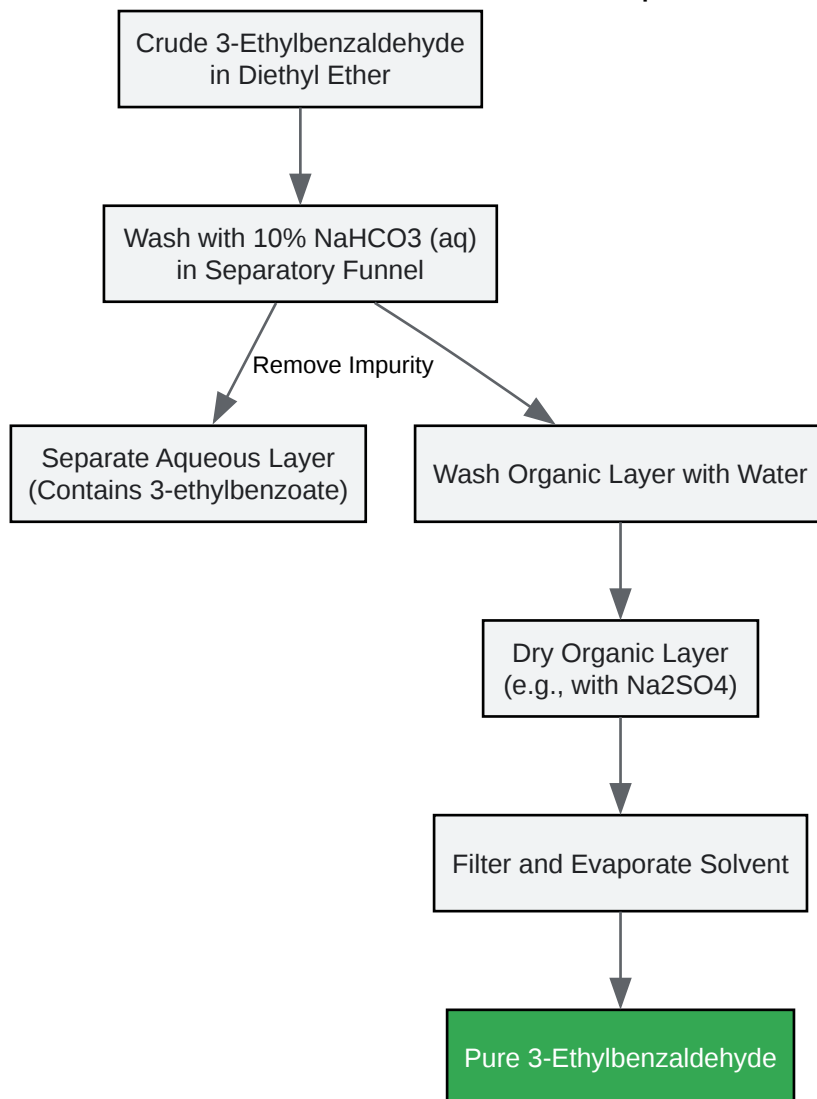 Crude 3-Ethylbenzaldehyde
in Diethyl Ether
Wash with 10% NaHCO3 (aq)
in Separatory Funnel
Remove Impurity
Separate Aqueous Layer
(Contains 3-ethylbenzoate)
Wash Organic Layer with Water
Dry Organic Layer
(e.g., with Na2SO4)
Filter and Evaporate Solvent
Pure 3-Ethylbenzaldehyde